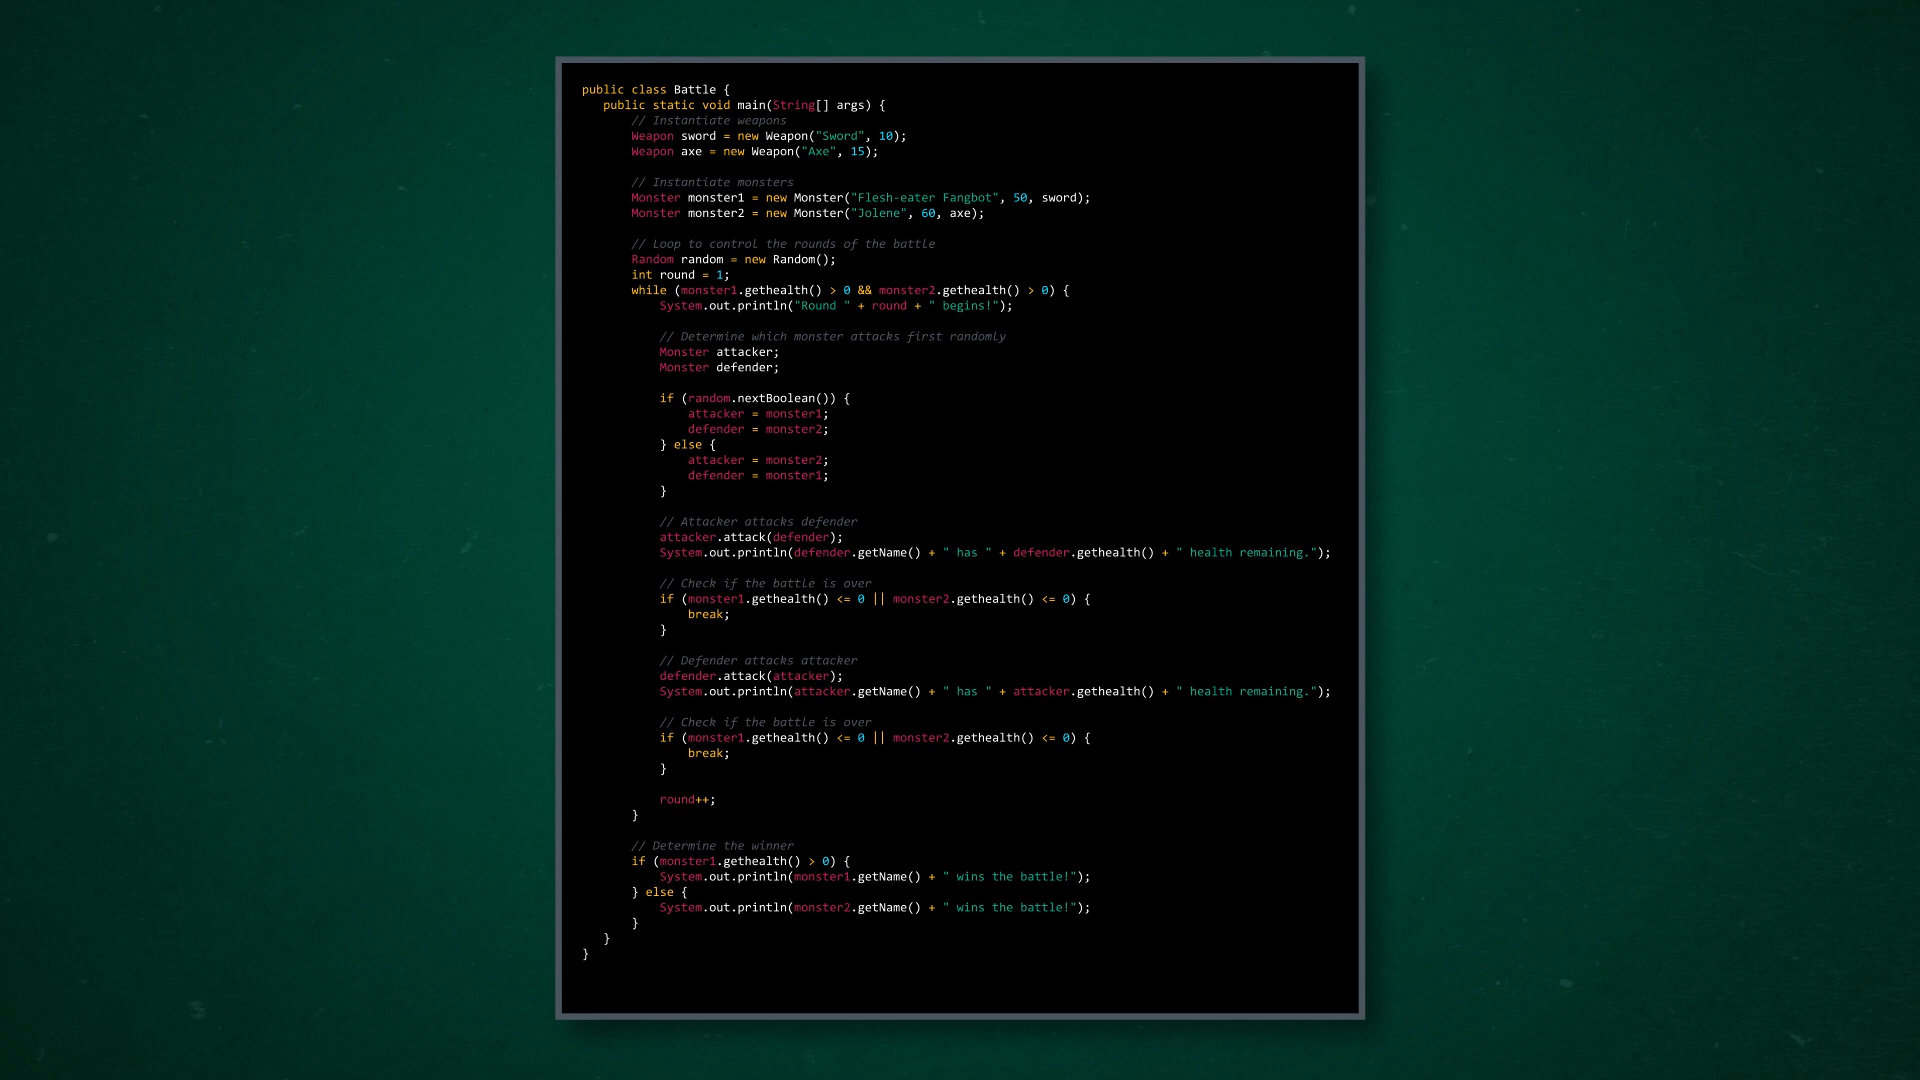 public class Battle {
public static void main(String[] args) {
// Instantiate weapons
Weapon sword = new Weapon("Sword", 10);
Weapon axe = new Weapon("Axe", 15);
// Instantiate monsters
Monster monster1 = new Monster("Flesh-eater Fangbot", 50, sword);
Monster monster2 = new Monster("Jolene", 60, axe);
// Loop to control the rounds of the battle
Random random = new Random();
int round = 1;
while (monster1.gethealth() > 0 && monster2.gethealth() > 0) {
System.out.println("Round " + round + " begins!");
// Determine which monster attacks first randomly
Monster attacker;
Monster defender;
if (random.nextBoolean()) {
attacker = monster1;
defender = monster2;
} else {
attacker = monster2;
defender = monster1;
}
// Attacker attacks defender
attacker.attack(defender);
System.out.println(defender.getName() + " has " + defender.gethealth() + " health remaining.");
// Check if the battle is over
if (monster1.gethealth() <= 0 || monster2.gethealth() <= 0) {
break;
}
// Defender attacks attacker
defender.attack(attacker);
System.out.println(attacker.getName() + " has " + attacker.gethealth() + " health remaining.");
// Check if the battle is over
if (monster1.gethealth() <= 0 || monster2.gethealth() <= 0) {
break;
}
round++;
}
// Determine the winner
if (monster1.gethealth() > 0) {
System.out.println(monster1.getName() + " wins the battle!");
} else {
System.out.println(monster2.getName() + " wins the battle!");
}
}
}